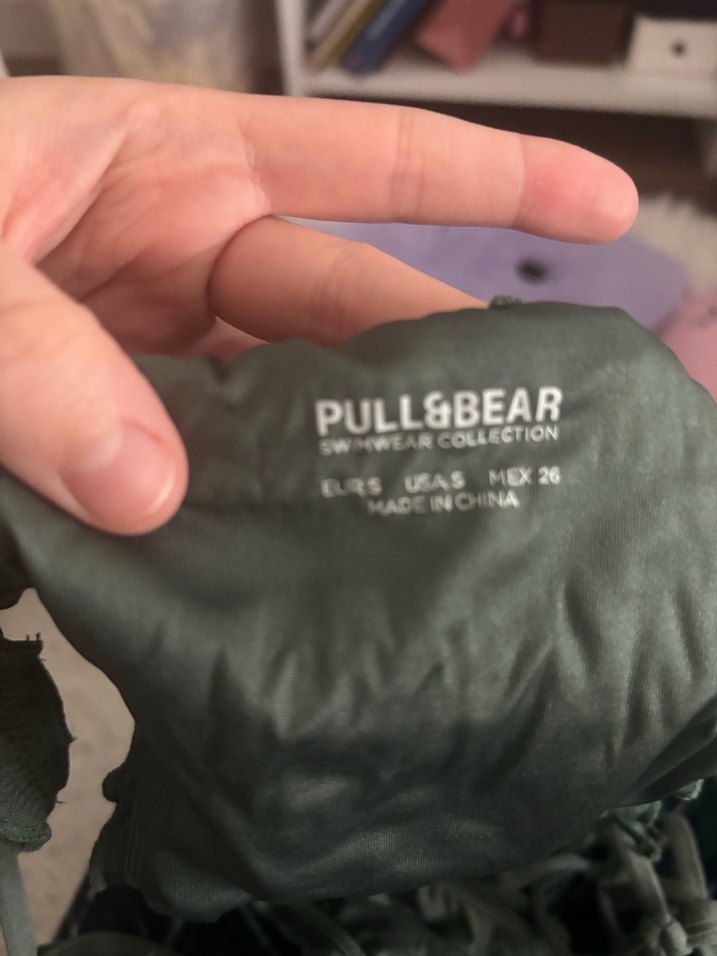 PULL&BEAR
SWIMWEAR COLLECTION
EUR S USA S MEX 26
MADE IN CHINA